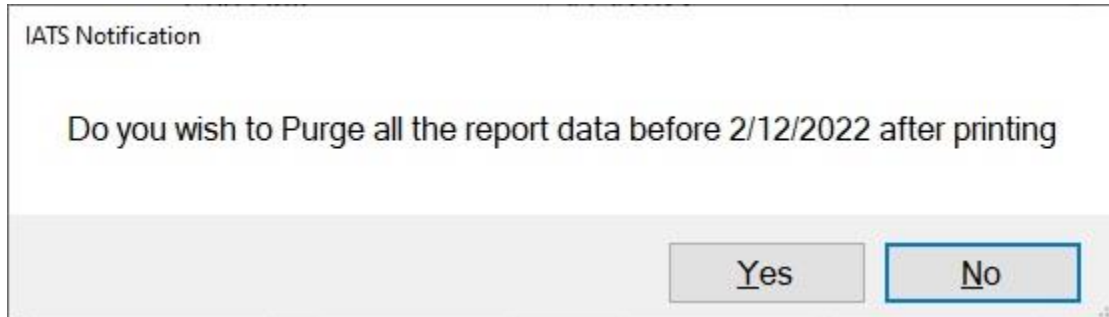 IATS Notification
Do you wish to Purge all the report data before 2/12/2022 after printing
Yes
No